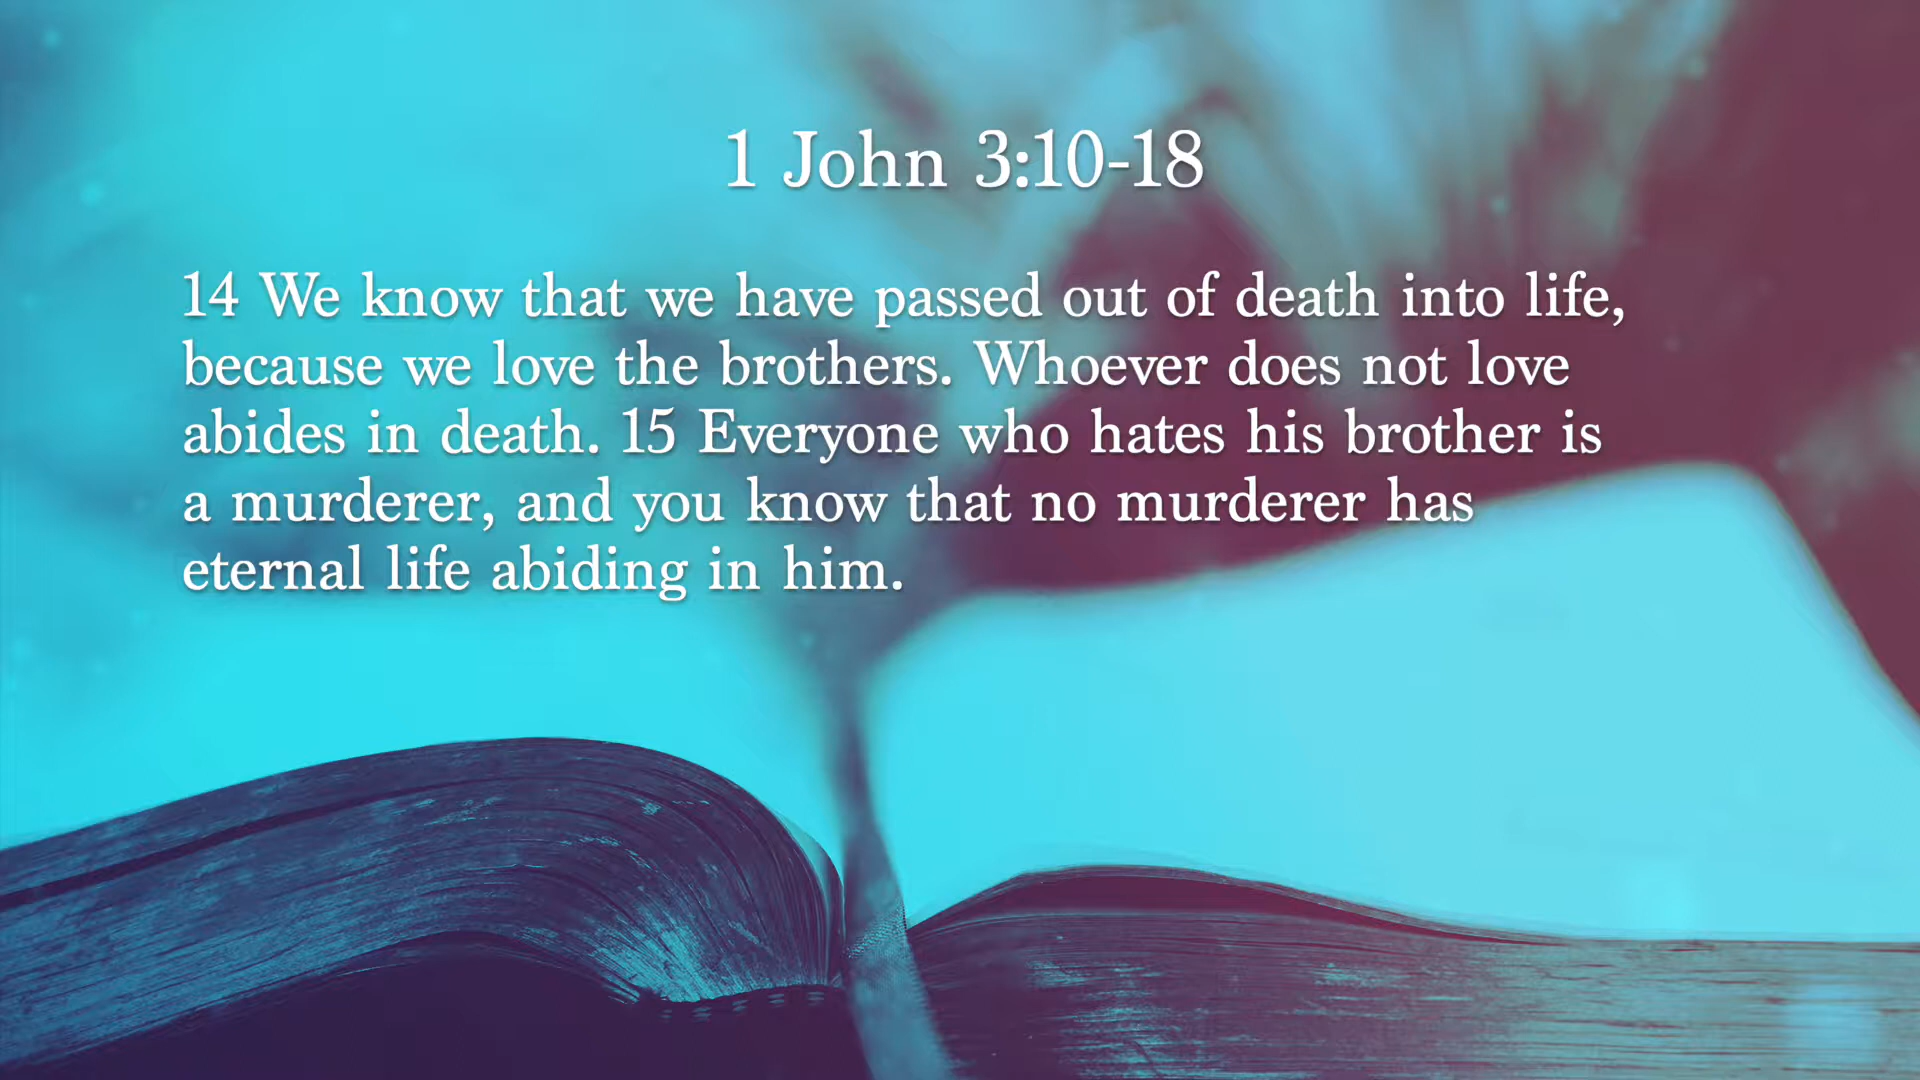 1 John 3:10-18
14 We know that we have passed out of death into life,
because we love the brothers. Whoever does not love
abides in death. 15 Everyone who hates his brother is
a murderer, and you know that no murderer has
eternal life abiding in him.